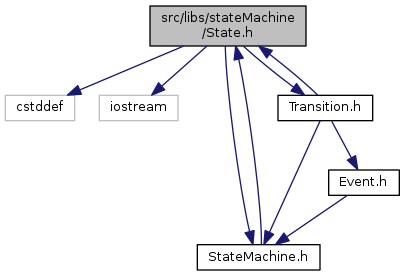 src/libs/stateMachine
/State.h
cstddef
iostream
Transition.h
Event.h
StateMachine.h